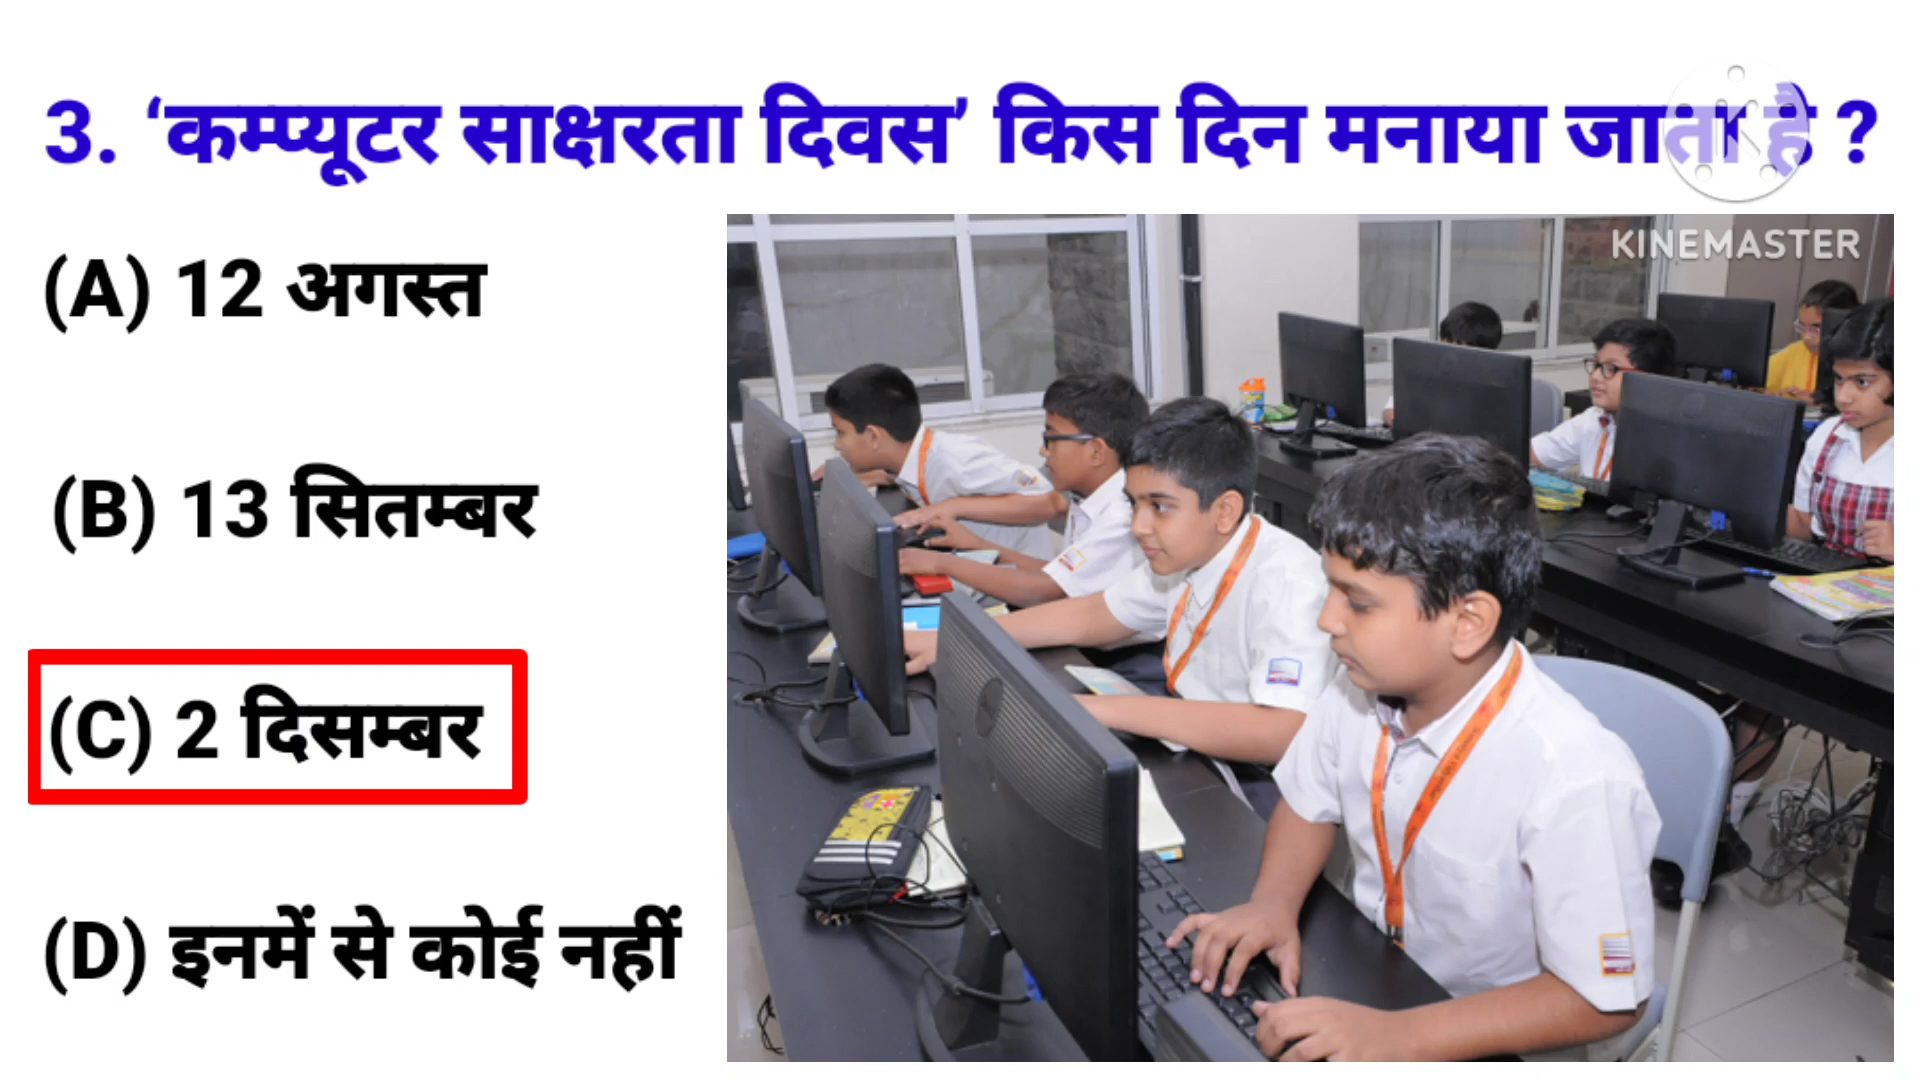 3. ‘कम्प्यूटर साक्षरता दिवस’ किस दिन मनाया जाता है ?
(A) 12 अगस्त
KINEMASTER
(B) 13 सितम्बर
(C) 2 दिसम्बर
(D) इनमें से कोई नहीं